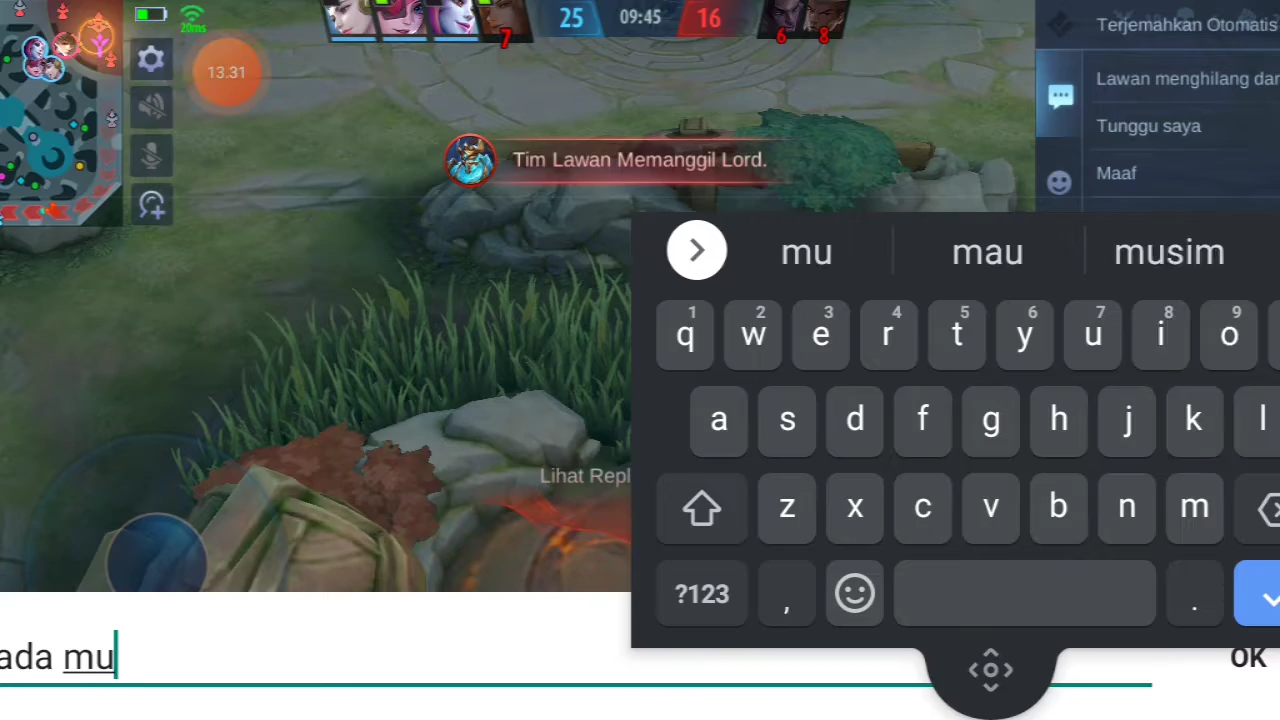 20ms
13.31
7
25
09:45
16
6
8
Terjemahkan Otomatis
Lawan menghilang dar
Tunggu saya
Maaf
Tim Lawan Memanggil Lord.
Lihat Repl
mu mau musim
1 2 3 4 5 6 7 8 9
q w e r t y u i o
a s d f g h j k l
z x c v b n m
?123 , .
ada mu
OK